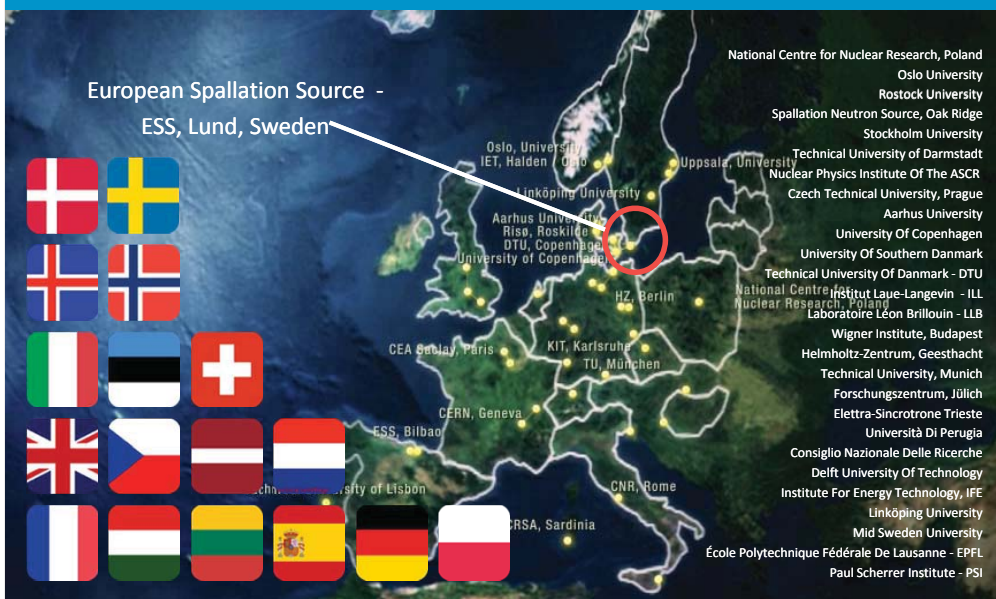 European Spallation Source -
ESS, Lund, Sweden
Oslo, University
IET, Halden / Oslo
Uppsala, University
Linköping University
Aarhus University
Risø, Roskilde
DTU, Copenhagen
University of Copenhagen
HZ, Berlin
National Centre for
Nuclear Research, Poland
CEA Saclay, Paris
KIT, Karlsruhe
TU, München
CERN, Geneva
ESS, Bilbao
University of Lisbon
CNR, Rome
CRSA, Sardinia
National Centre for Nuclear Research, Poland
Oslo University
Rostock University
Spallation Neutron Source, Oak Ridge
Stockholm University
Technical University of Darmstadt
Nuclear Physics Institute Of The ASCR
Czech Technical University, Prague
Aarhus University
University Of Copenhagen
University Of Southern Danmark
Technical University Of Danmark - DTU
Institut Laue-Langevin - ILL
Laboratoire Léon Brillouin - LLB
Wigner Institute, Budapest
Helmholtz-Zentrum, Geesthacht
Technical University, Munich
Forschungszentrum, Jülich
Elettra-Sincrotrone Trieste
Università Di Perugia
Consiglio Nazionale Delle Ricerche
Delft University Of Technology
Institute For Energy Technology, IFE
Linköping University
Mid Sweden University
École Polytechnique Fédérale De Lausanne - EPFL
Paul Scherrer Institute - PSI